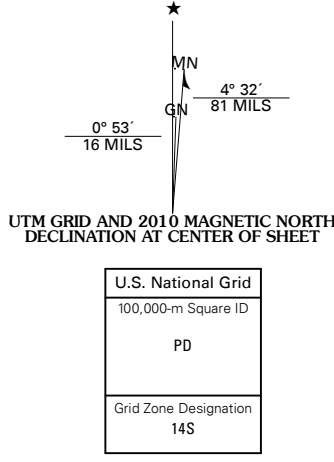 ★
MN
GN
4° 32´
81 MILS
0° 53´
16 MILS
UTM GRID AND 2010 MAGNETIC NORTH
DECLINATION AT CENTER OF SHEET
U.S. National Grid
100,000-m Square ID
PD
Grid Zone Designation
14S